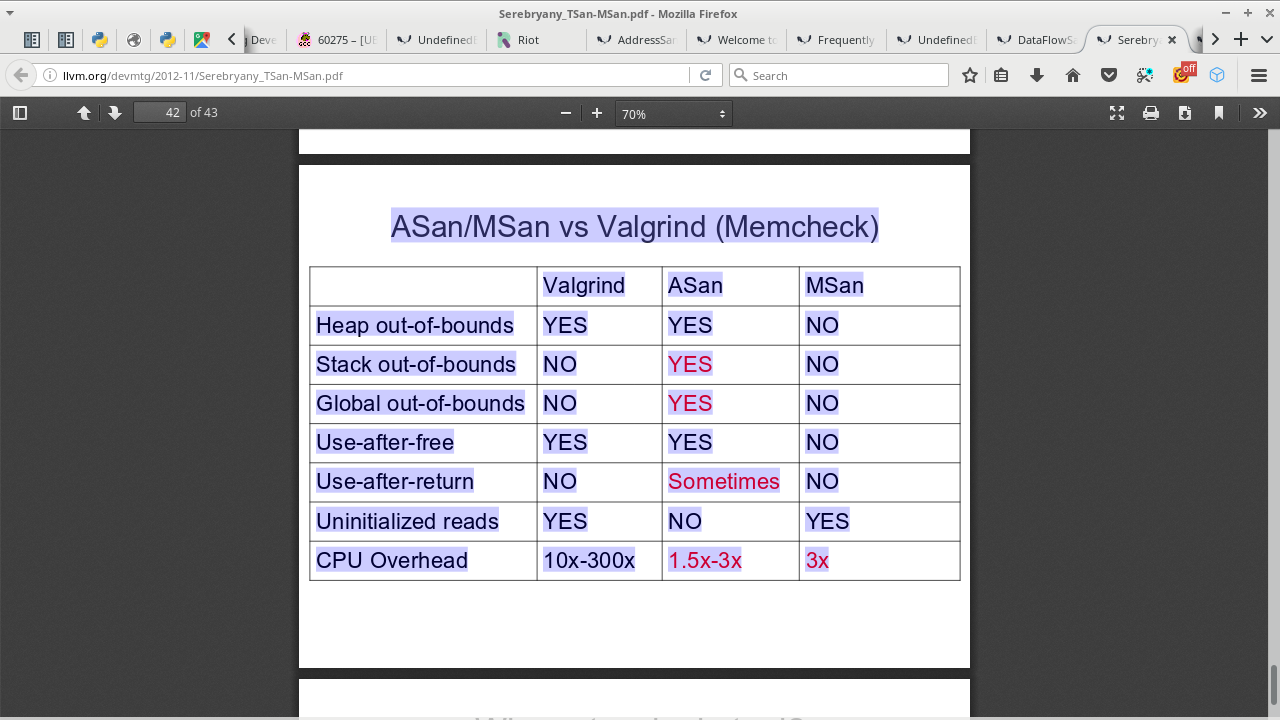 Serebryany_TSan-MSan.pdf - Mozilla Firefox
Deve 60275 – [U Undefined Riot AddressSan Welcome to Frequently Undefined DataFlowS Serebry
llvm.org/devmtg/2012-11/Serebryany_TSan-MSan.pdf Search off
42 of 43 70%
ASan/MSan vs Valgrind (Memcheck)
Valgrind ASan MSan
Heap out-of-bounds YES YES NO
Stack out-of-bounds NO YES NO
Global out-of-bounds NO YES NO
Use-after-free YES YES NO
Use-after-return NO Sometimes NO
Uninitialized reads YES NO YES
CPU Overhead 10x-300x 1.5x-3x 3x